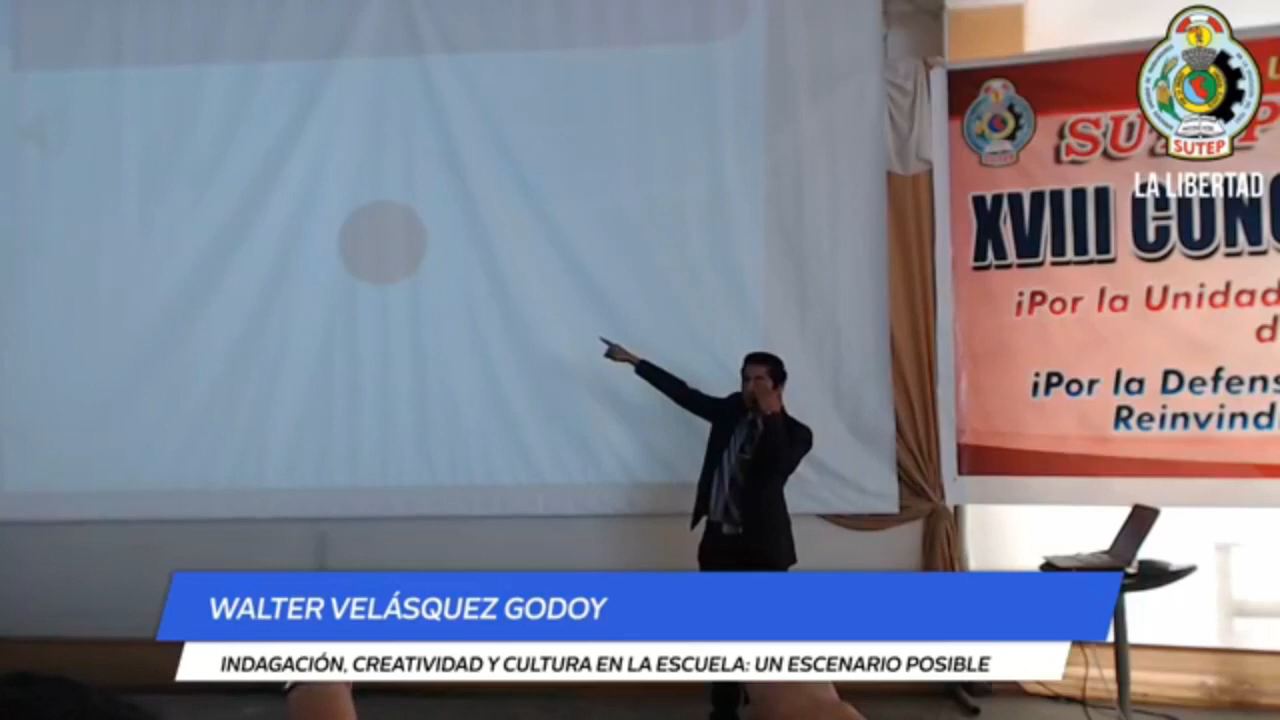 SUTEP
LA LIBERTAD
XVIII
¡Por la Unidad
¡Por la Defens
Reinvindi
WALTER VELÁSQUEZ GODOY
INDAGACIÓN, CREATIVIDAD Y CULTURA EN LA ESCUELA: UN ESCENARIO POSIBLE